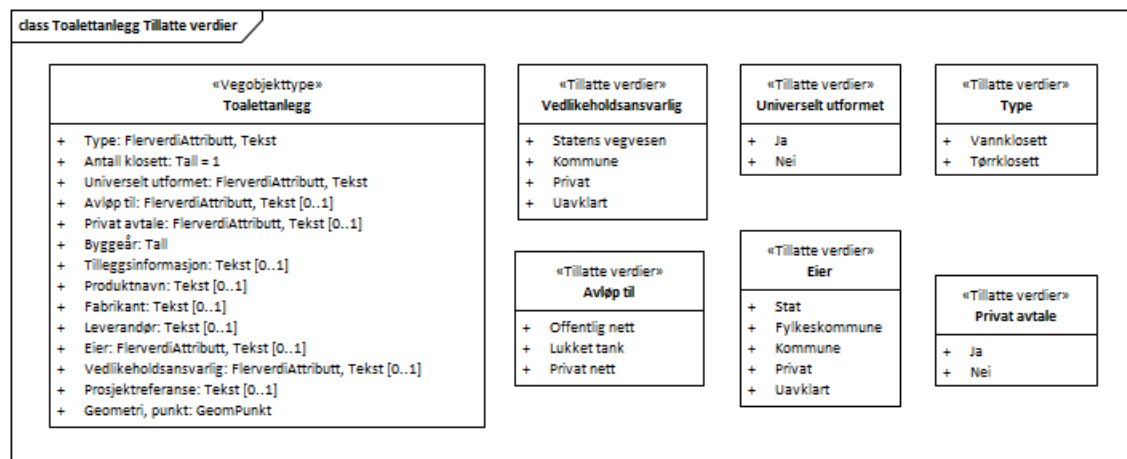 class Toalettanlegg Tillatte verdier
«Vegobjekttype»
Toalettanlegg
+ Type: FlerverdiAttributt, Tekst
+ Antall klosett: Tall = 1
+ Universelt utformet: FlerverdiAttributt, Tekst
+ Avløp til: FlerverdiAttributt, Tekst [0..1]
+ Privat avtale: FlerverdiAttributt, Tekst [0..1]
+ Byggeår: Tall
+ Tilleggsinformasjon: Tekst [0..1]
+ Produktnavn: Tekst [0..1]
+ Fabrikant: Tekst [0..1]
+ Leverandør: Tekst [0..1]
+ Eier: FlerverdiAttributt, Tekst [0..1]
+ Vedlikeholdsansvarlig: FlerverdiAttributt, Tekst [0..1]
+ Prosjektreferanse: Tekst [0..1]
+ Geometri, punkt: GeomPunkt
«Tillatte verdier»
Vedlikeholdsansvarlig
+ Statens vegvesen
+ Kommune
+ Privat
+ Uavklart
«Tillatte verdier»
Universelt utformet
+ Ja
+ Nei
«Tillatte verdier»
Type
+ Vannklosett
+ Tørrklosett
«Tillatte verdier»
Avløp til
+ Offentlig nett
+ Lukket tank
+ Privat nett
«Tillatte verdier»
Eier
+ Stat
+ Fylkeskommune
+ Kommune
+ Privat
+ Uavklart
«Tillatte verdier»
Privat avtale
+ Ja
+ Nei